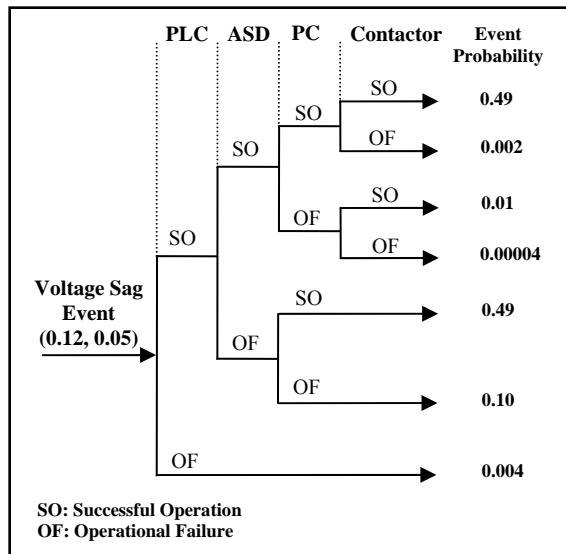 PLC ASD PC Contactor Event
Probability
SO 0.49
SO
OF 0.002
SO
SO 0.01
OF
OF 0.00004
SO
Voltage Sag
Event
(0.12, 0.05)
SO 0.49
OF
OF 0.10
OF 0.004
SO: Successful Operation
OF: Operational Failure